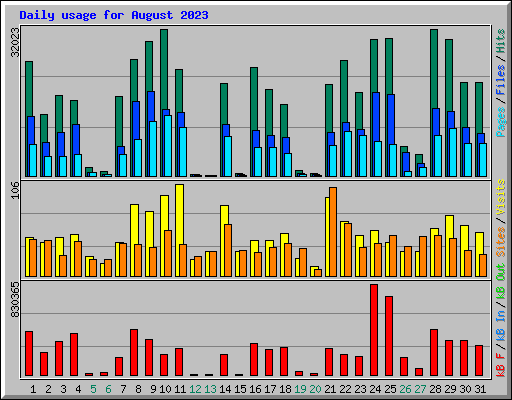 Daily usage for August 2023
32023
Pages / Files / Hits
106
Sites / Visits
830365
kB F / kB In / kB Out
1 2 3 4 5 6 7 8 9 10 11 12 13 14 15 16 17 18 19 20 21 22 23 24 25 26 27 28 29 30 31